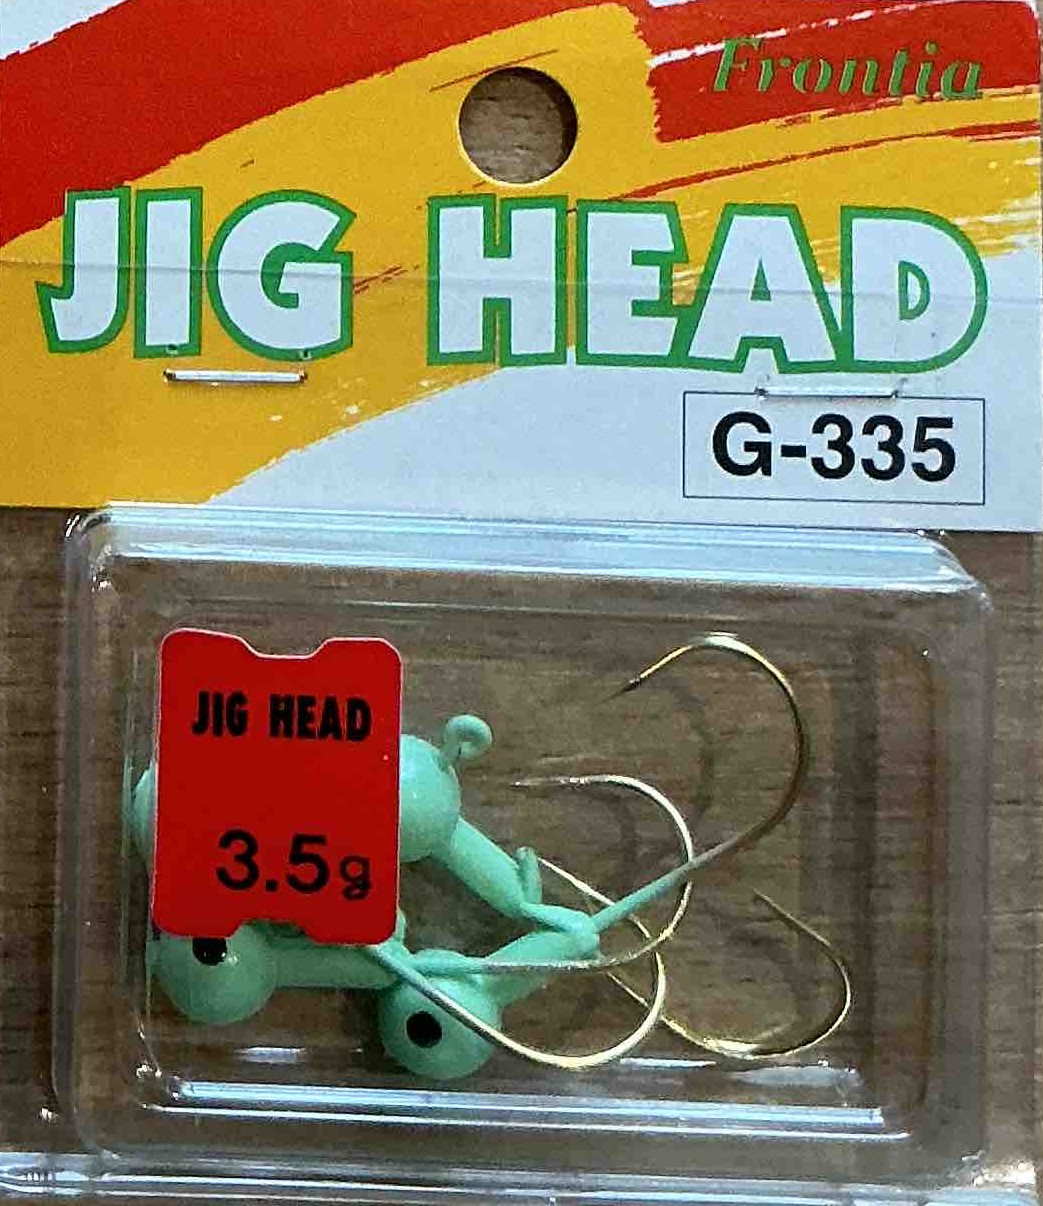 Frontia
JIG HEAD
G-335
JIG HEAD
3.5g